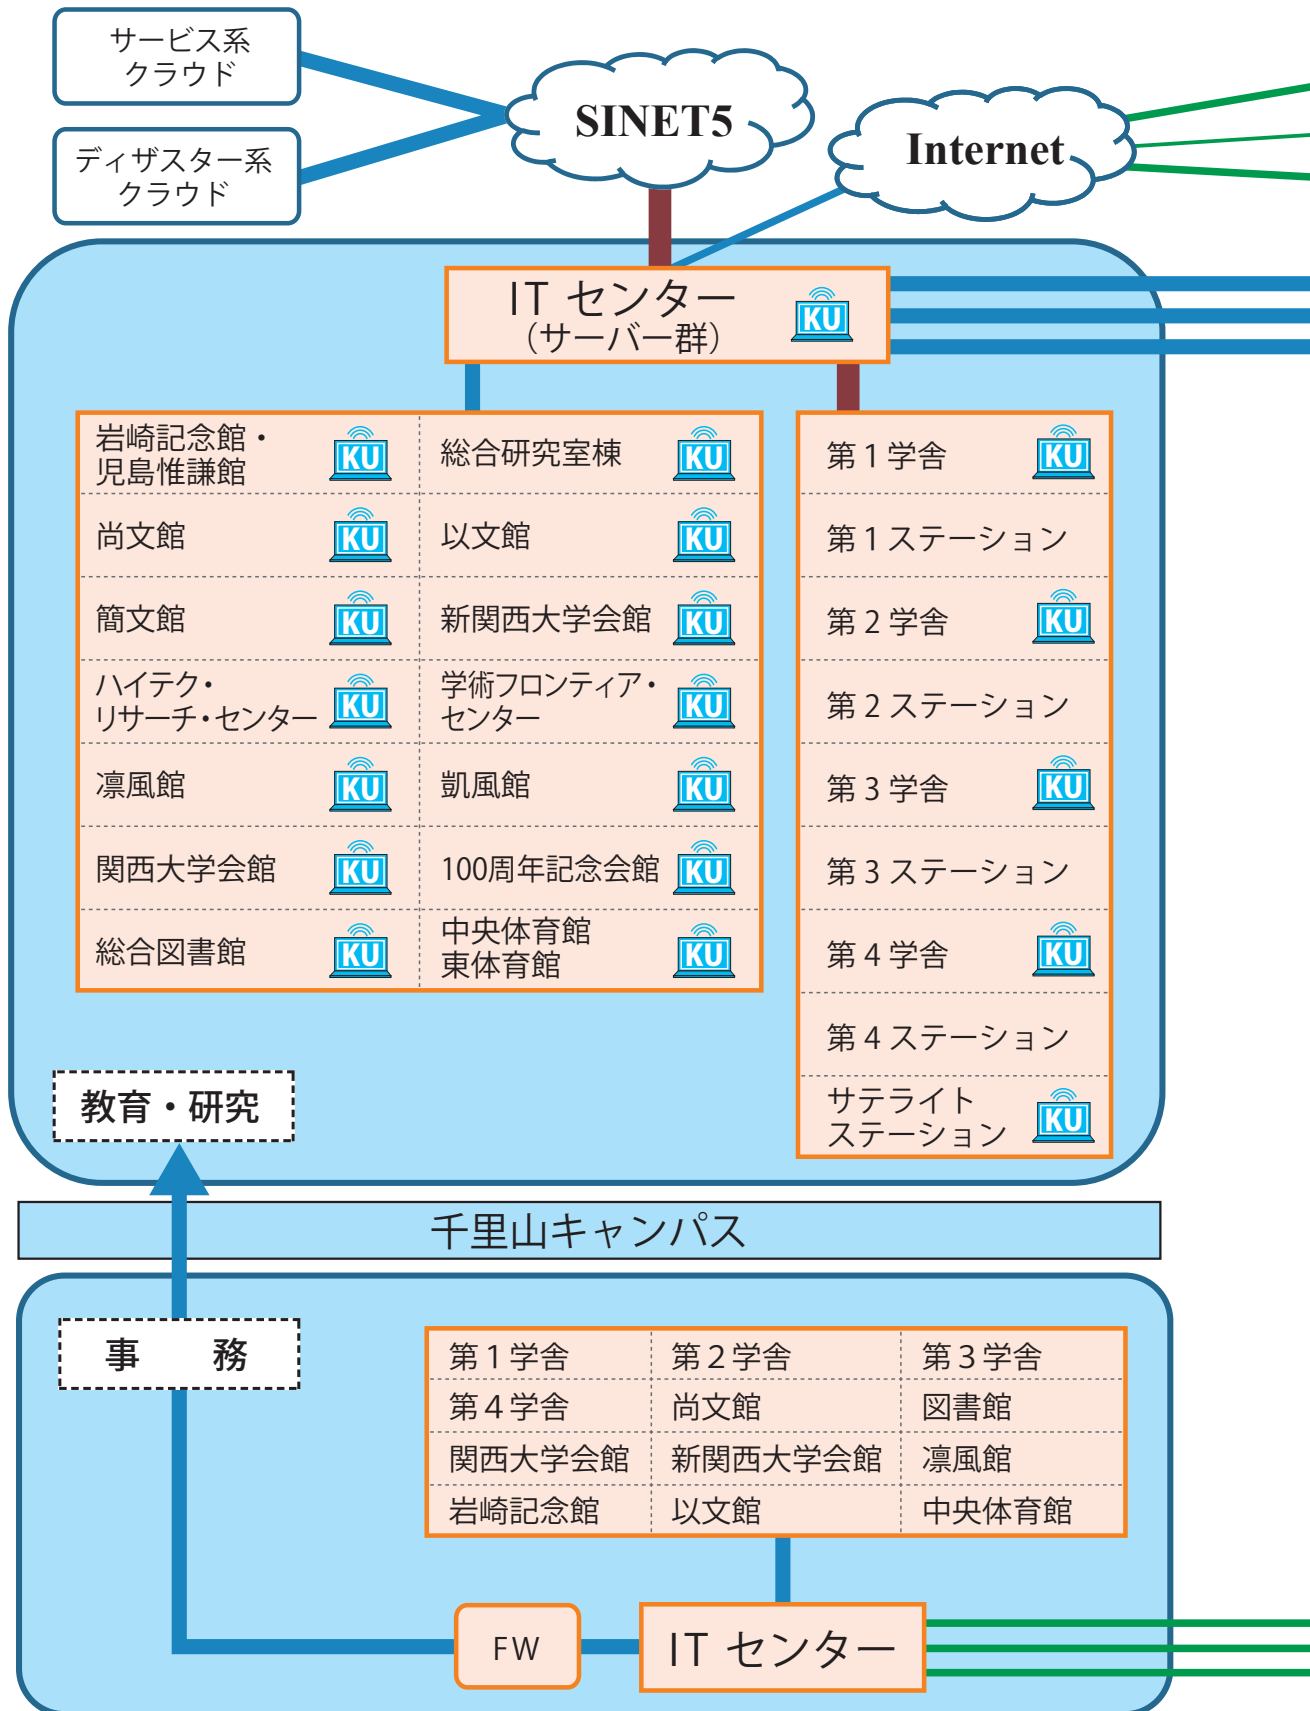 サービス系
クラウド
ディザスター系
クラウド
SINET5
Internet
IT センター
（サーバー群）
KU
岩崎記念館・
児島惟謙館
KU
総合研究室棟
KU
尚文館
KU
以文館
KU
簡文館
KU
新関西大学会館
KU
ハイテク・
リサーチ・センター
KU
学術フロンティア・
センター
KU
凛風館
KU
凱風館
KU
関西大学会館
KU
100周年記念会館
KU
総合図書館
KU
中央体育館
東体育館
KU
第 1 学舎
KU
第 1 ステーション
第 2 学舎
KU
第 2 ステーション
第 3 学舎
KU
第 3 ステーション
第 4 学舎
KU
第 4 ステーション
サテライト
ステーション
KU
教育・研究
千里山キャンパス
事　務
第１学舎
第２学舎
第３学舎
第４学舎
尚文館
図書館
関西大学会館
新関西大学会館
凛風館
岩崎記念館
以文館
中央体育館
FW
IT センター